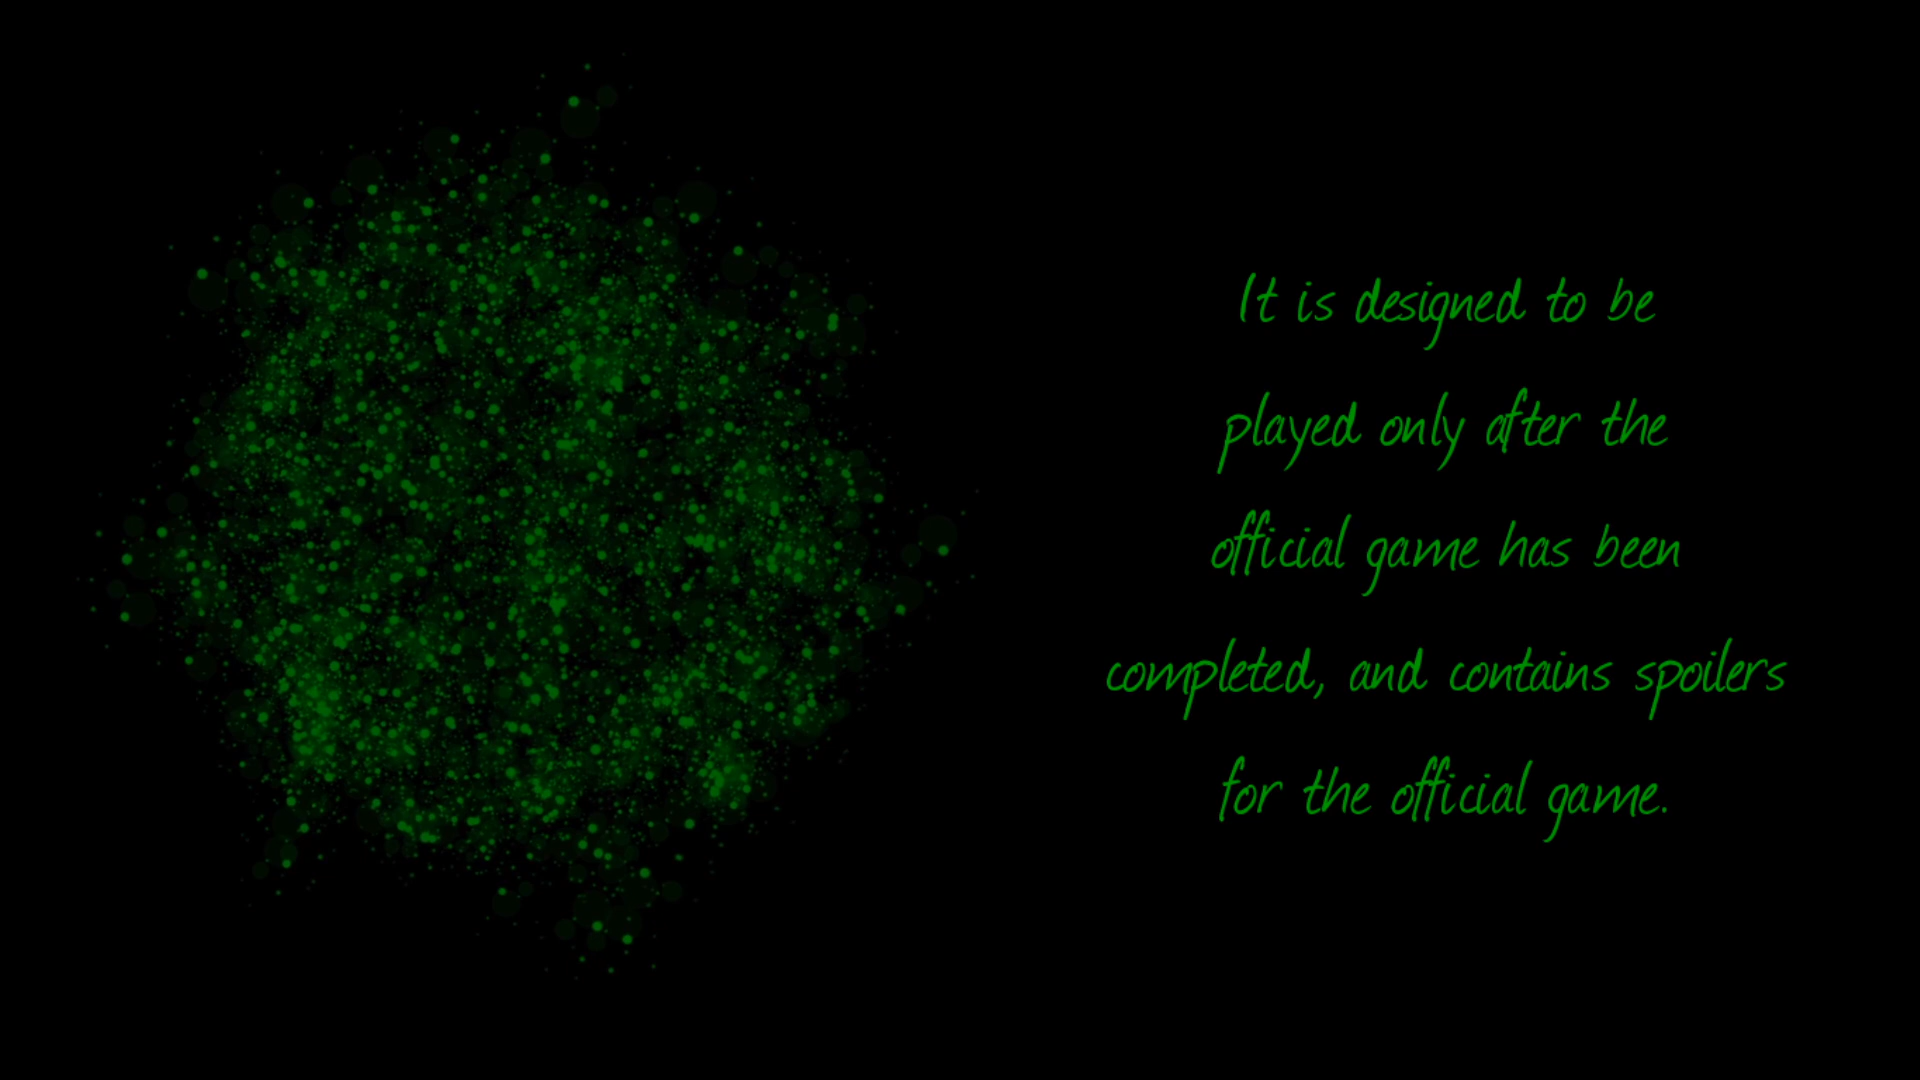 It is designed to be
played only after the
official game has been
completed, and contains spoilers
for the official game.